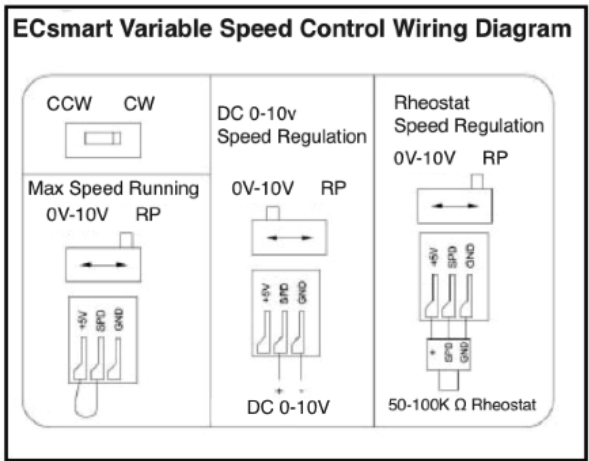 ECsmart Variable Speed Control Wiring Diagram
CCW CW
Max Speed Running
0V-10V RP
+5V SPD GND
DC 0-10v
Speed Regulation
0V-10V RP
+5V SPD GND
+ -
DC 0-10V
Rheostat
Speed Regulation
0V-10V RP
+5V SPD GND
+ SPD GND
50-100K Ω Rheostat